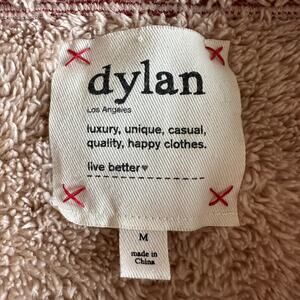 dylan
Los Angeles
luxury, unique, casual,
quality, happy clothes.
live better♥
M
made in
China